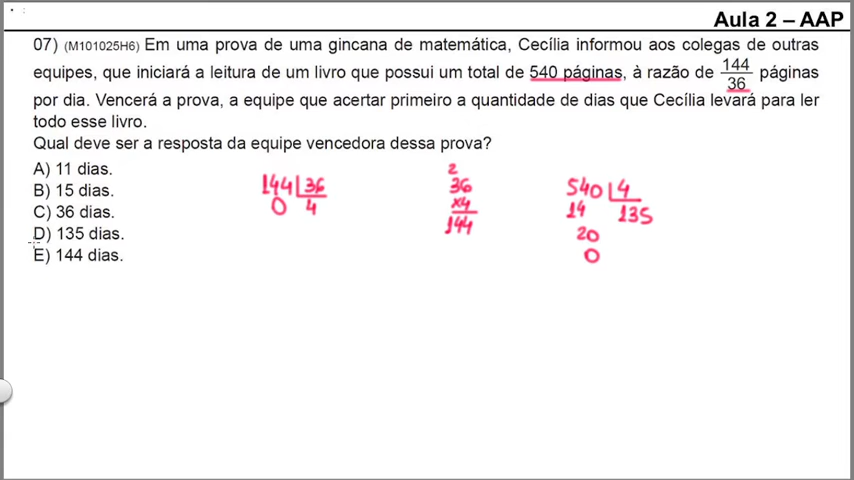 Aula 2 – AAP
07) (M101025H6) Em uma prova de uma gincana de matemática, Cecília informou aos colegas de outras
equipes, que iniciará a leitura de um livro que possui um total de 540 páginas, à razão de 144/36 páginas
por dia. Vencerá a prova, a equipe que acertar primeiro a quantidade de dias que Cecília levará para ler
todo esse livro.
Qual deve ser a resposta da equipe vencedora dessa prova?
A) 11 dias.
B) 15 dias.
C) 36 dias.
D) 135 dias.
E) 144 dias.
144 36
0 4
2
36
x4
144
540 4
14 135
20
0